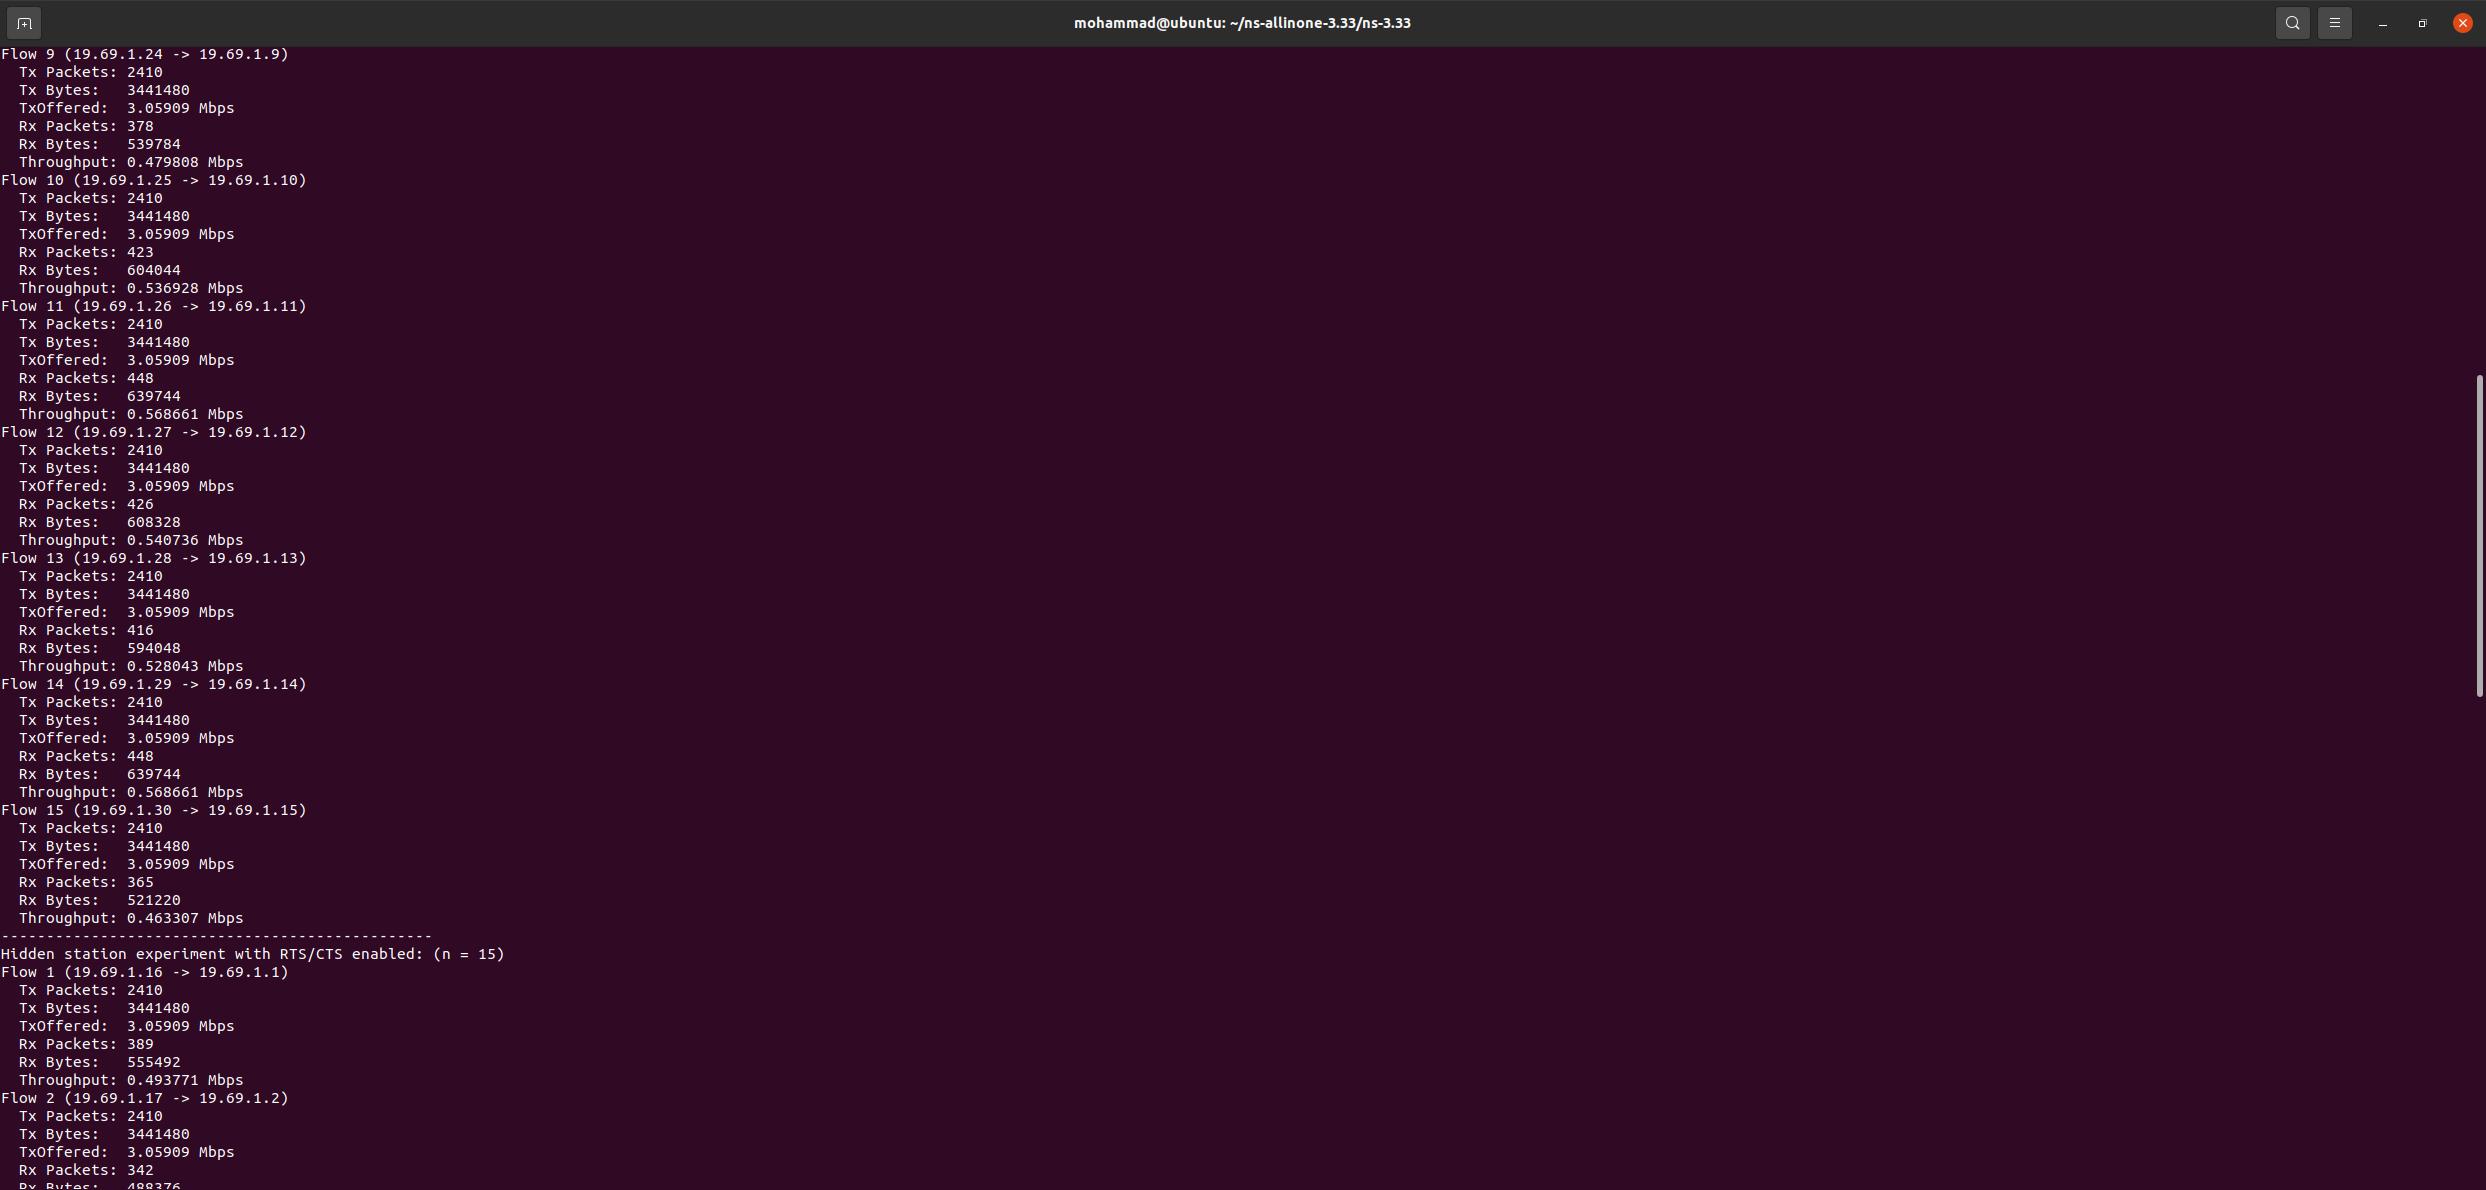 mohammad@ubuntu: ~/ns-allinone-3.33/ns-3.33
Flow 9 (19.69.1.24 -> 19.69.1.9)
  Tx Packets: 2410
  Tx Bytes:   3441480
  TxOffered:  3.05909 Mbps
  Rx Packets: 378
  Rx Bytes:   539784
  Throughput: 0.479808 Mbps
Flow 10 (19.69.1.25 -> 19.69.1.10)
  Tx Packets: 2410
  Tx Bytes:   3441480
  TxOffered:  3.05909 Mbps
  Rx Packets: 423
  Rx Bytes:   604044
  Throughput: 0.536928 Mbps
Flow 11 (19.69.1.26 -> 19.69.1.11)
  Tx Packets: 2410
  Tx Bytes:   3441480
  TxOffered:  3.05909 Mbps
  Rx Packets: 448
  Rx Bytes:   639744
  Throughput: 0.568661 Mbps
Flow 12 (19.69.1.27 -> 19.69.1.12)
  Tx Packets: 2410
  Tx Bytes:   3441480
  TxOffered:  3.05909 Mbps
  Rx Packets: 426
  Rx Bytes:   608328
  Throughput: 0.540736 Mbps
Flow 13 (19.69.1.28 -> 19.69.1.13)
  Tx Packets: 2410
  Tx Bytes:   3441480
  TxOffered:  3.05909 Mbps
  Rx Packets: 416
  Rx Bytes:   594048
  Throughput: 0.528043 Mbps
Flow 14 (19.69.1.29 -> 19.69.1.14)
  Tx Packets: 2410
  Tx Bytes:   3441480
  TxOffered:  3.05909 Mbps
  Rx Packets: 448
  Rx Bytes:   639744
  Throughput: 0.568661 Mbps
Flow 15 (19.69.1.30 -> 19.69.1.15)
  Tx Packets: 2410
  Tx Bytes:   3441480
  TxOffered:  3.05909 Mbps
  Rx Packets: 365
  Rx Bytes:   521220
  Throughput: 0.463307 Mbps
------------------------------------------------
Hidden station experiment with RTS/CTS enabled: (n = 15)
Flow 1 (19.69.1.16 -> 19.69.1.1)
  Tx Packets: 2410
  Tx Bytes:   3441480
  TxOffered:  3.05909 Mbps
  Rx Packets: 389
  Rx Bytes:   555492
  Throughput: 0.493771 Mbps
Flow 2 (19.69.1.17 -> 19.69.1.2)
  Tx Packets: 2410
  Tx Bytes:   3441480
  TxOffered:  3.05909 Mbps
  Rx Packets: 342
  Rx Bytes:   488376